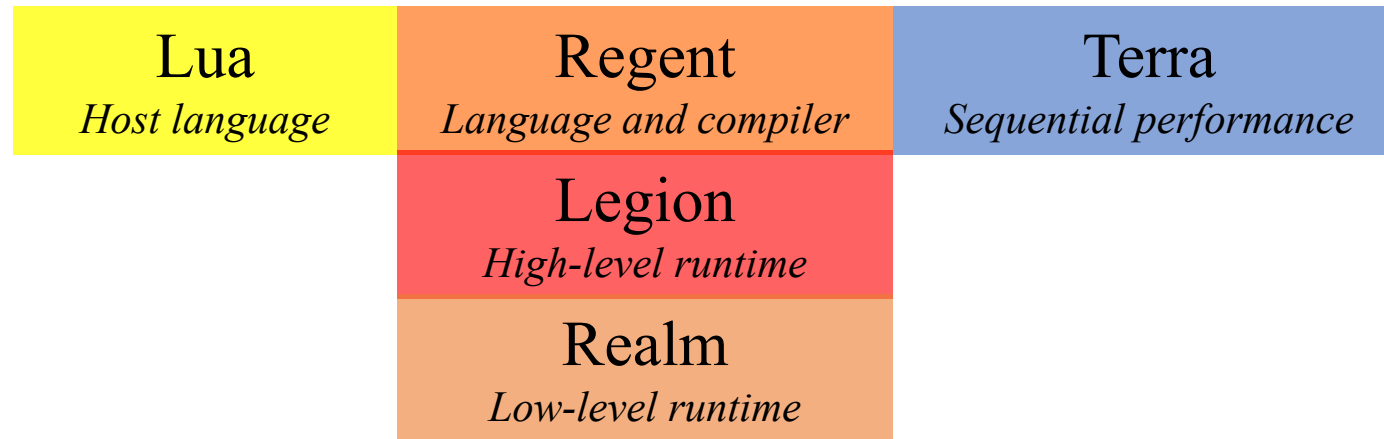 Lua
Host language
Regent
Language and compiler
Terra
Sequential performance
Legion
High-level runtime
Realm
Low-level runtime